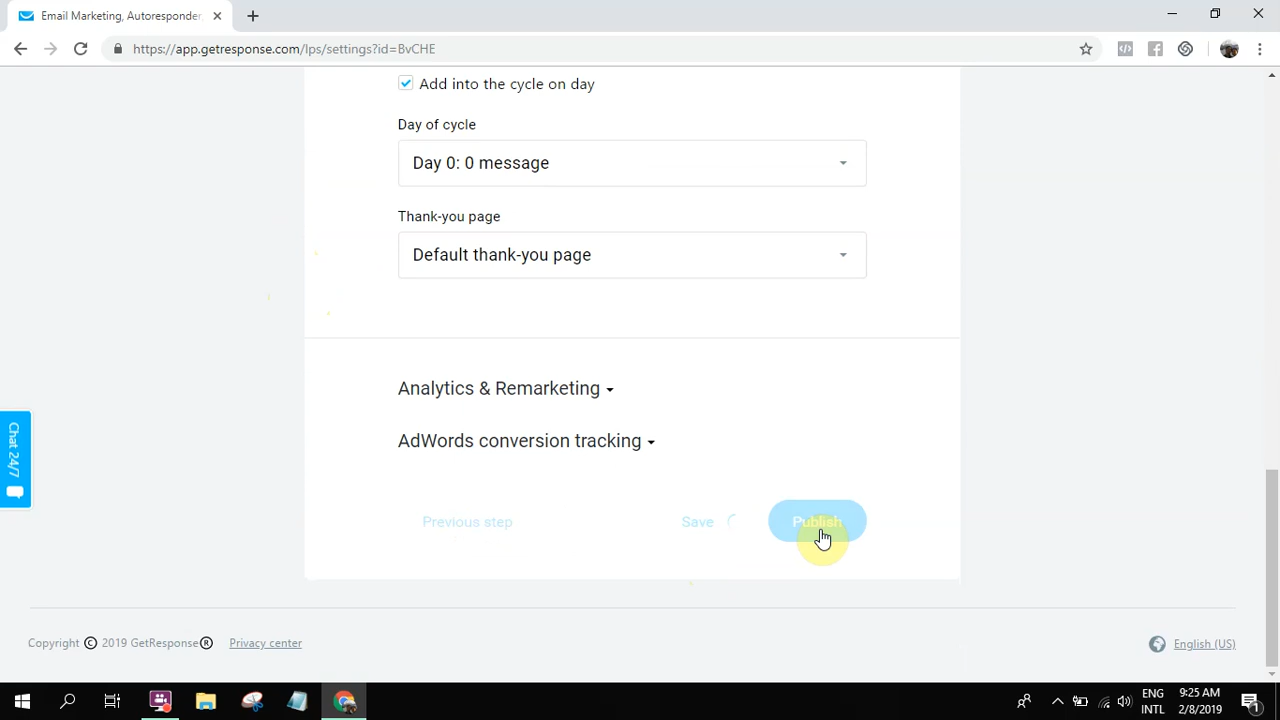 Email Marketing, Autoresponder
https://app.getresponse.com/lps/settings?id=BvCHE
Add into the cycle on day
Day of cycle
Day 0: 0 message
Thank-you page
Default thank-you page
Analytics & Remarketing
AdWords conversion tracking
Chat 24/7
Previous step
Save
Publish
Copyright © 2019 GetResponse®
Privacy center
English (US)
ENG
INTL
9:25 AM
2/8/2019
1